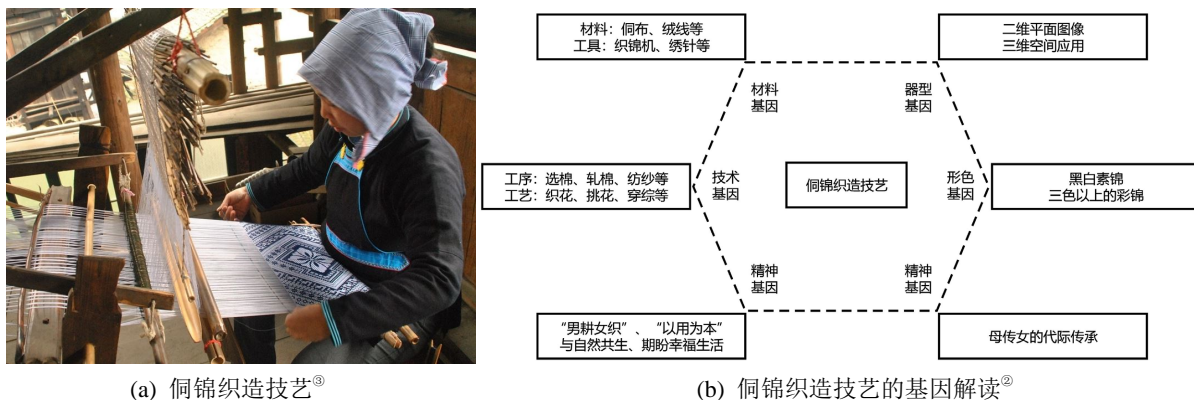 材料：侗布、绒线等
工具：织锦机、绣针等
二维平面图像
三维空间应用
材料
基因
器型
基因
工序：选棉、轧棉、纺纱等
工艺：织花、挑花、穿综等
技术
基因
侗锦织造技艺
形色
基因
黑白素锦
三色以上的彩锦
精神
基因
精神
基因
“男耕女织”、“以用为本”
与自然共生、期盼幸福生活
母传女的代际传承
(a) 侗锦织造技艺③
(b) 侗锦织造技艺的基因解读②